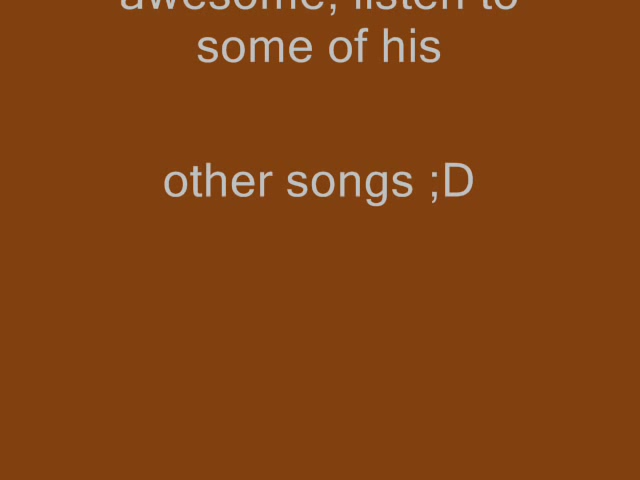 awesome, listen to
some of his
other songs ;D